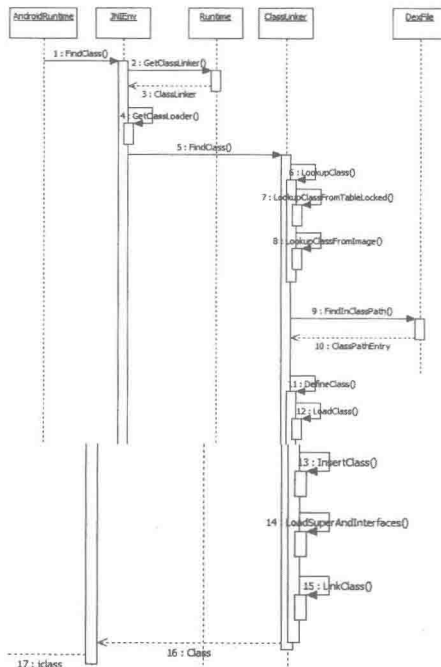 AndroidRuntime
JNIEnv
Runtime
ClassLinker
DexFile
1 : FindClass()
2 : GetClassLinker()
3 : ClassLinker
4 : GetClassLoader()
5 : FindClass()
6 : LookupClass()
7 : LookupClassFromTableLocked()
8 : LookupClassFromImage()
9 : FindInClassPath()
10 : ClassPathEntry
11 : DefineClass()
12 : LoadClass()
13 : InsertClass()
14 : LoadSuperAndInterfaces()
15 : LinkClass()
16 : Class
17 : jclass